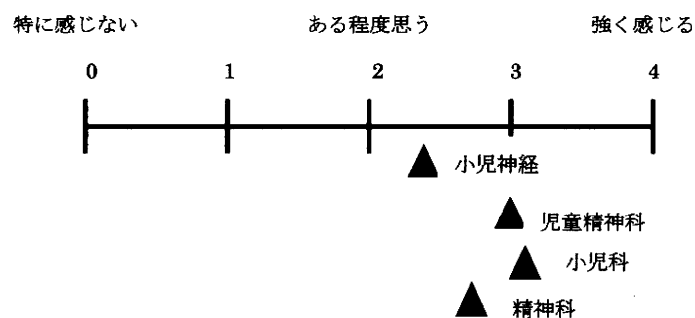 特に感じない ある程度思う 強く感じる
0 1 2 3 4
小児神経
児童精神科
小児科
精神科